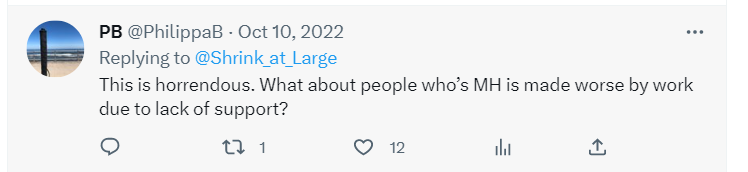 PB @PhilippaB · Oct 10, 2022
Replying to @Shrink_at_Large
This is horrendous. What about people who’s MH is made worse by work
due to lack of support?
1 12